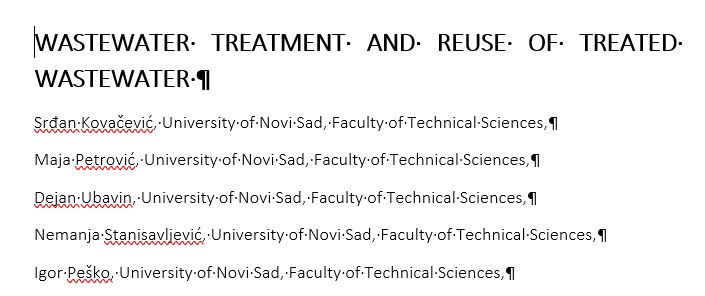 WASTEWATER TREATMENT AND REUSE OF TREATED
WASTEWATER
Srđan Kovačević, University of Novi Sad, Faculty of Technical Sciences,
Maja Petrović, University of Novi Sad, Faculty of Technical Sciences,
Dejan Ubavin, University of Novi Sad, Faculty of Technical Sciences,
Nemanja Stanisavljević, University of Novi Sad, Faculty of Technical Sciences,
Igor Peško, University of Novi Sad, Faculty of Technical Sciences,